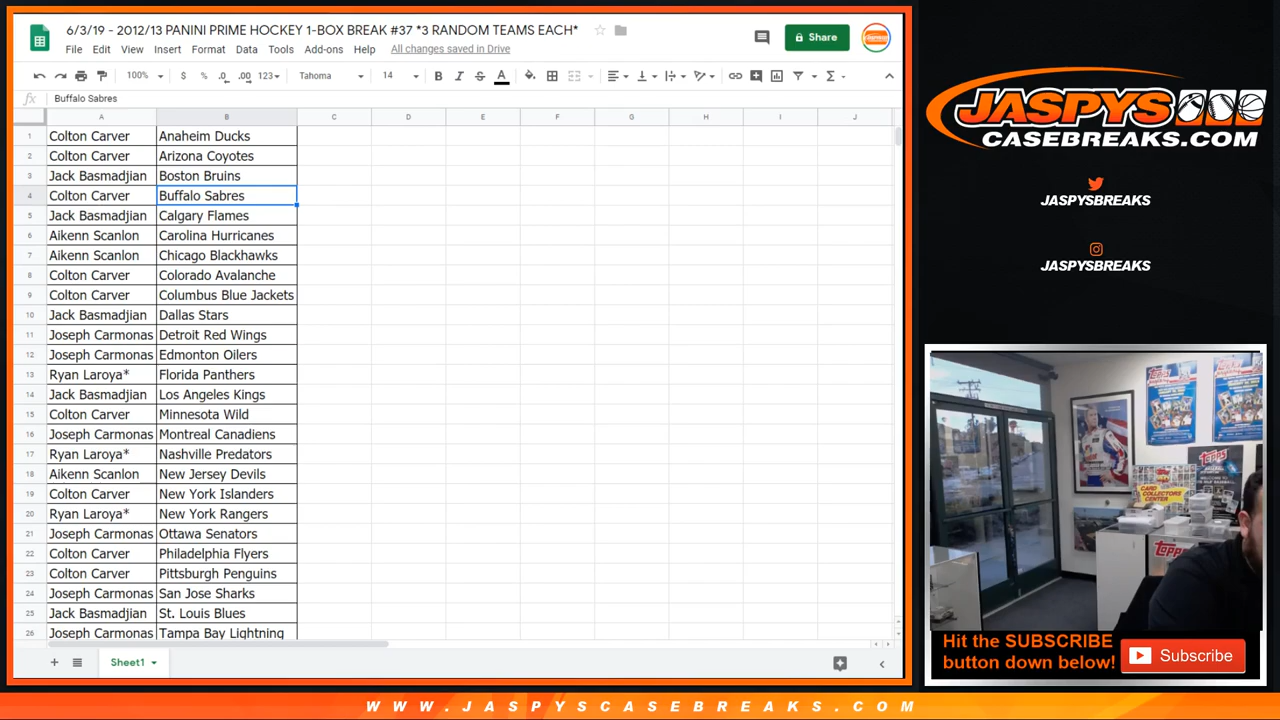 6/3/19 - 2012/13 PANINI PRIME HOCKEY 1-BOX BREAK #37 *3 RANDOM TEAMS EACH*
File Edit View Insert Format Data Tools Add-ons Help All changes saved in Drive
Share
100% $ % .0 .00 123 Tahoma 14 B I S A
fx Buffalo Sabres
A B C D E F G H I J
1 Colton Carver Anaheim Ducks
2 Colton Carver Arizona Coyotes
3 Jack Basmadjian Boston Bruins
4 Colton Carver Buffalo Sabres
5 Jack Basmadjian Calgary Flames
6 Aikenn Scanlon Carolina Hurricanes
7 Aikenn Scanlon Chicago Blackhawks
8 Colton Carver Colorado Avalanche
9 Colton Carver Columbus Blue Jackets
10 Jack Basmadjian Dallas Stars
11 Joseph Carmonas Detroit Red Wings
12 Joseph Carmonas Edmonton Oilers
13 Ryan Laroya* Florida Panthers
14 Jack Basmadjian Los Angeles Kings
15 Colton Carver Minnesota Wild
16 Joseph Carmonas Montreal Canadiens
17 Ryan Laroya* Nashville Predators
18 Aikenn Scanlon New Jersey Devils
19 Colton Carver New York Islanders
20 Ryan Laroya* New York Rangers
21 Joseph Carmonas Ottawa Senators
22 Colton Carver Philadelphia Flyers
23 Colton Carver Pittsburgh Penguins
24 Joseph Carmonas San Jose Sharks
25 Jack Basmadjian St. Louis Blues
26 Joseph Carmonas Tampa Bay Lightning
Sheet1
JASPYS
CASEBREAKS.COM
JASPYSBREAKS
JASPYSBREAKS
Topps
Topps
TOPPS
CARD
COLLECTORS
CENTER
TOPPS
Hit the SUBSCRIBE
button down below!
Subscribe
WWW.JASPYSCASEBREAKS.COM